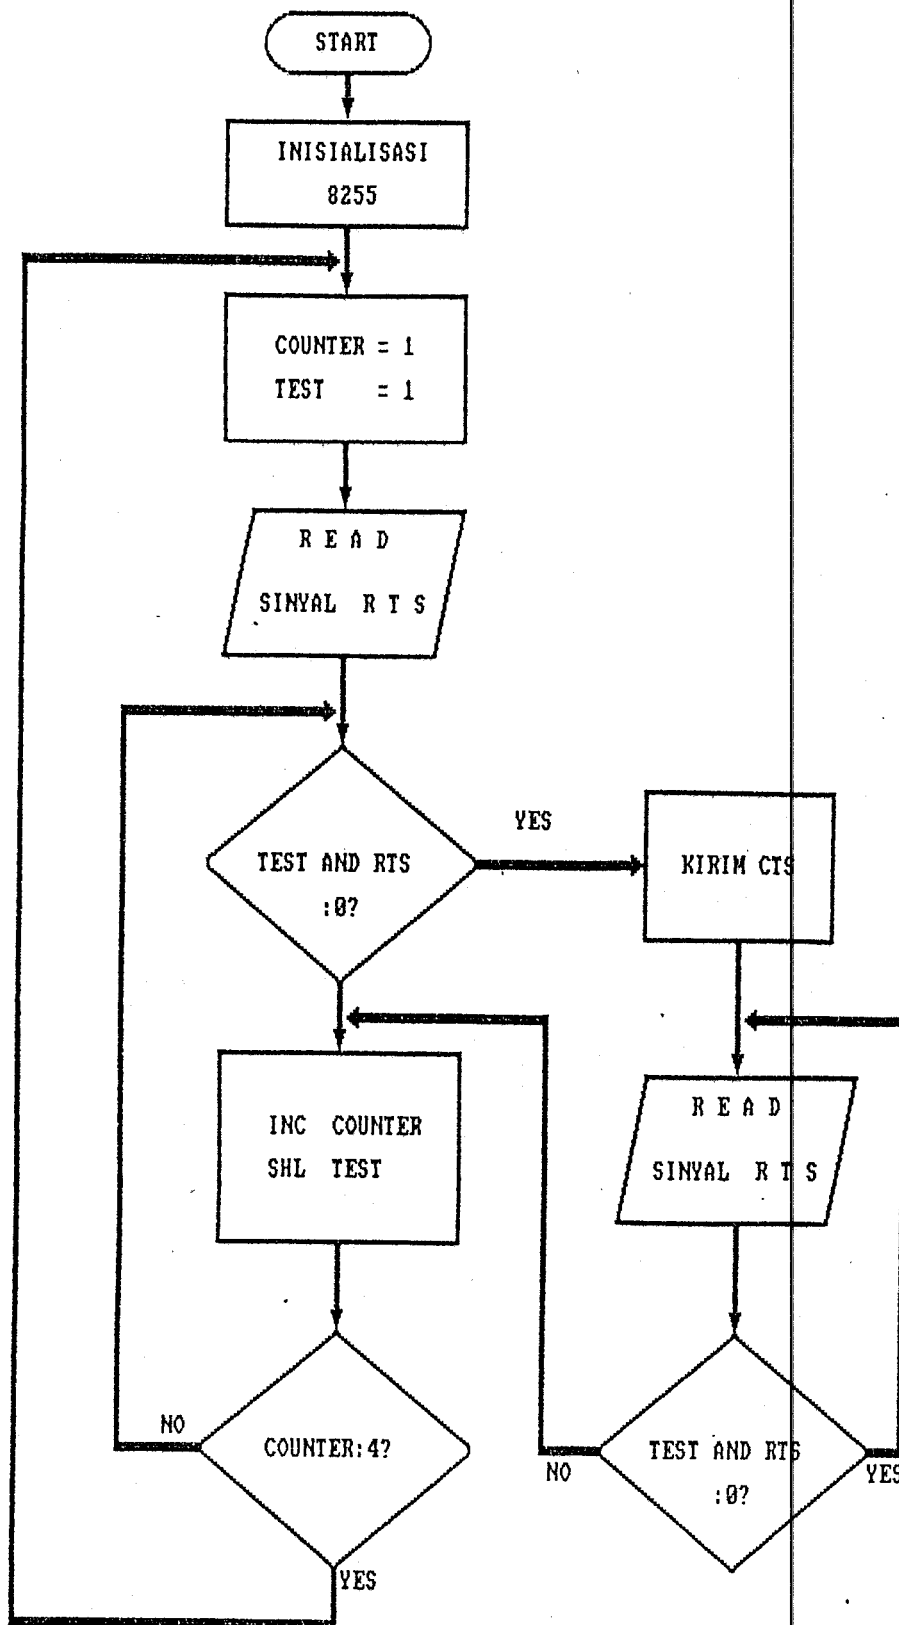 START
INISIALISASI
8255
COUNTER = 1
TEST = 1
R E A D
SINYAL R T S
TEST AND RTS
:0?
YES
KIRIM CTS
INC COUNTER
SHL TEST
R E A D
SINYAL R T S
COUNTER:4?
NO
YES
TEST AND RTS
:0?
NO
YES